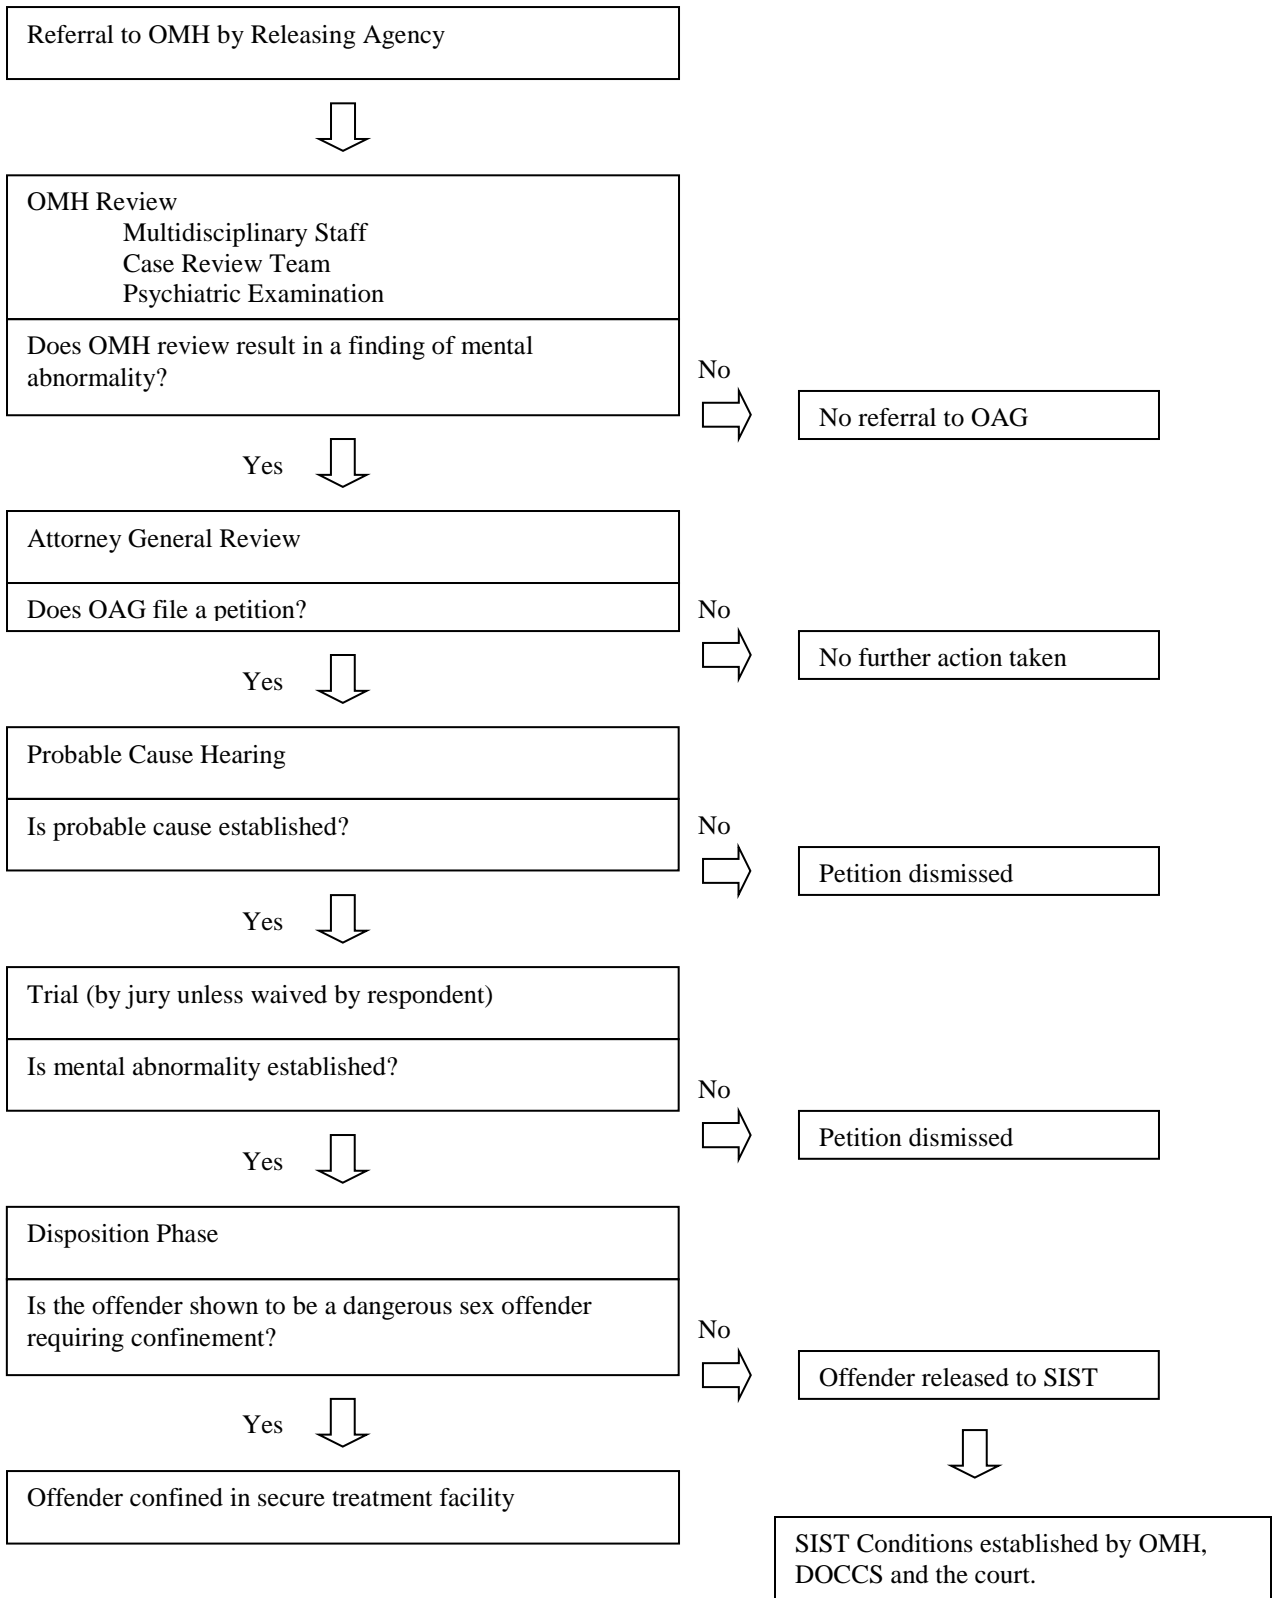 Referral to OMH by Releasing Agency
OMH Review
Multidisciplinary Staff
Case Review Team
Psychiatric Examination
Does OMH review result in a finding of mental
abnormality?
No
No referral to OAG
Yes
Attorney General Review
Does OAG file a petition?
No
No further action taken
Yes
Probable Cause Hearing
Is probable cause established?
No
Petition dismissed
Yes
Trial (by jury unless waived by respondent)
Is mental abnormality established?
No
Petition dismissed
Yes
Disposition Phase
Is the offender shown to be a dangerous sex offender
requiring confinement?
No
Offender released to SIST
Yes
Offender confined in secure treatment facility
SIST Conditions established by OMH,
DOCCS and the court.